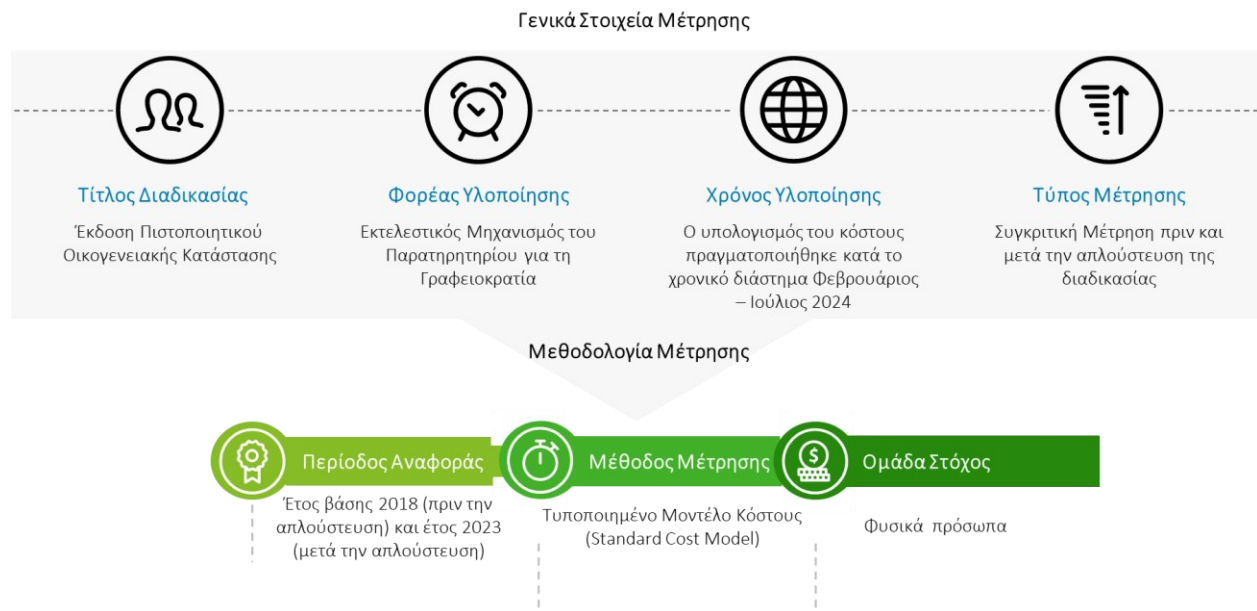 Γενικά Στοιχεία Μέτρησης
Τίτλος Διαδικασίας
Έκδοση Πιστοποιητικού
Οικογενειακής Κατάστασης
Φορέας Υλοποίησης
Εκτελεστικός Μηχανισμός του
Παρατηρητηρίου για τη
Γραφειοκρατία
Χρόνος Υλοποίησης
Ο υπολογισμός του κόστους
πραγματοποιήθηκε κατά το
χρονικό διάστημα Φεβρουάριος
– Ιούλιος 2024
Τύπος Μέτρησης
Συγκριτική Μέτρηση πριν και
μετά την απλούστευση της
διαδικασίας
Μεθοδολογία Μέτρησης
Περίοδος Αναφοράς
Έτος βάσης 2018 (πριν την
απλούστευση) και έτος 2023
(μετά την απλούστευση)
Μέθοδος Μέτρησης
Τυποποιημένο Μοντέλο Κόστους
(Standard Cost Model)
$
Ομάδα Στόχος
Φυσικά πρόσωπα